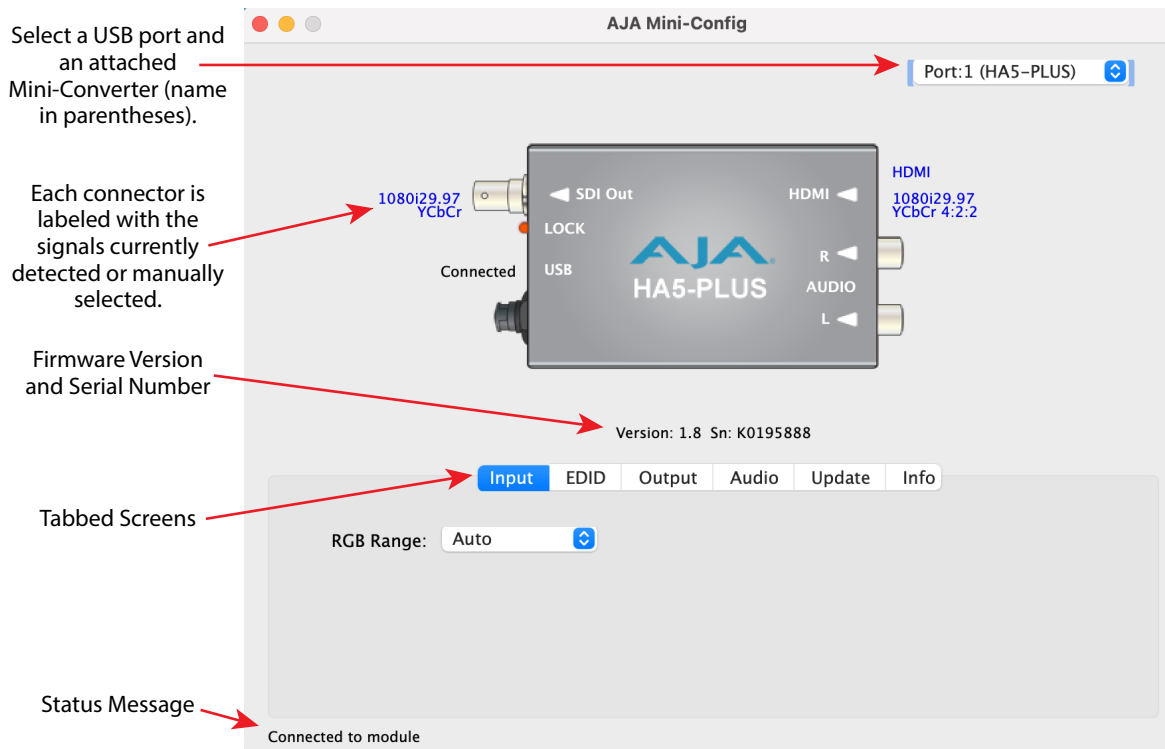 AJA Mini-Config
Select a USB port and
an attached
Mini-Converter (name
in parentheses).
Port:1 (HA5-PLUS)
Each connector is
labeled with the
signals currently
detected or manually
selected.
1080i29.97
YCbCr
SDI Out
LOCK
USB
Connected
AJA
HA5-PLUS
HDMI
R
AUDIO
L
HDMI
1080i29.97
YCbCr 4:2:2
Firmware Version
and Serial Number
Version: 1.8 Sn: K0195888
Tabbed Screens
Input EDID Output Audio Update Info
RGB Range: Auto
Status Message
Connected to module